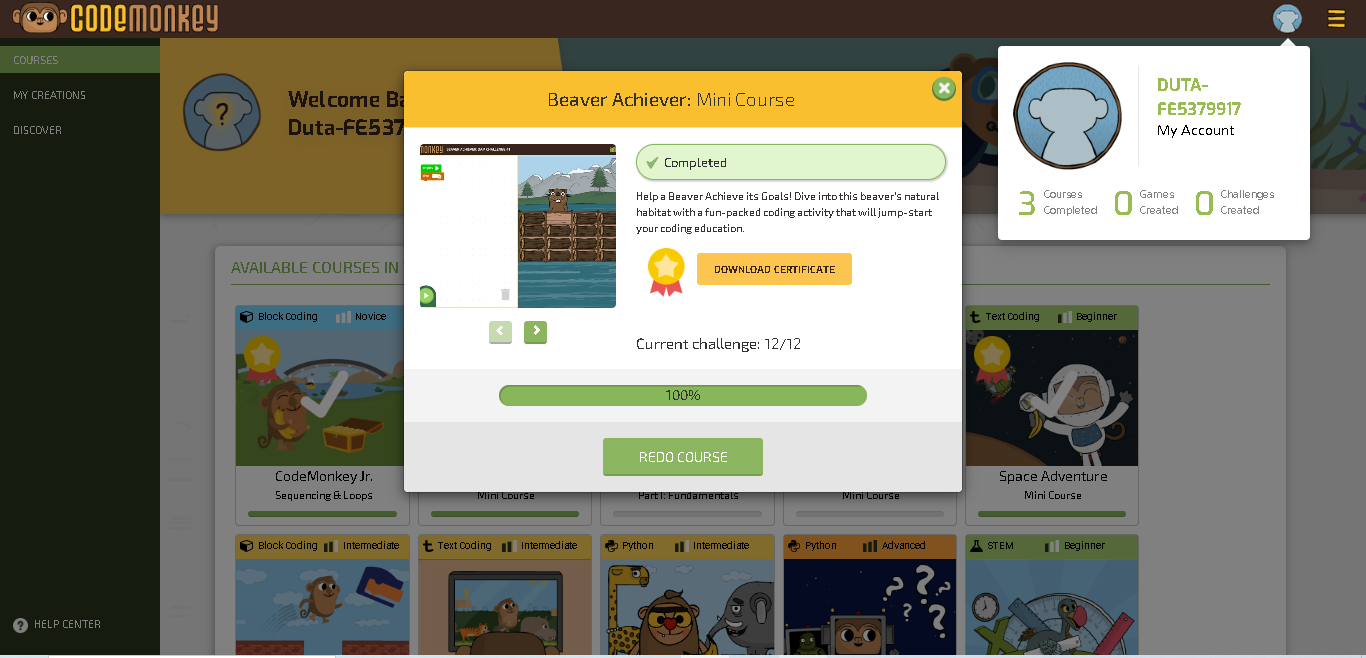 CODEMONKEY
COURSES
MY CREATIONS
DISCOVER
HELP CENTER
Welcome Ba
Duta-FE537
DUTA-
FE5379917
My Account
3 Courses Completed
0 Games Created
0 Challenges Created
Beaver Achiever: Mini Course
Completed
Help a Beaver Achieve its Goals! Dive into this beaver's natural
habitat with a fun-packed coding activity that will jump-start
your coding education.
DOWNLOAD CERTIFICATE
Current challenge: 12/12
100%
REDO COURSE
AVAILABLE COURSES IN
Block Coding Novice
CodeMonkey Jr.
Sequencing & Loops
Mini Course
Part I: Fundamentals
Mini Course
Text Coding Beginner
Space Adventure
Mini Course
Block Coding Intermediate
Text Coding Intermediate
Python Intermediate
Python Advanced
STEM Beginner